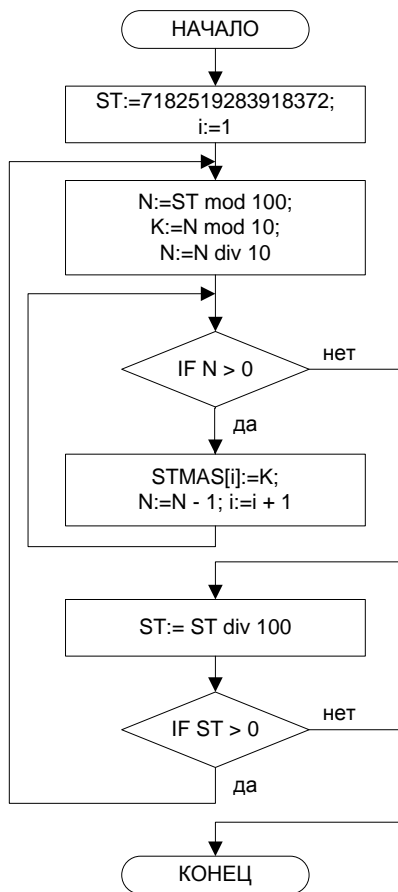 НАЧАЛО
ST:=7182519283918372;
i:=1
N:=ST mod 100;
K:=N mod 10;
N:=N div 10
IF N > 0
нет
да
STMAS[i]:=K;
N:=N - 1; i:=i + 1
ST:= ST div 100
IF ST > 0
нет
да
КОНЕЦ